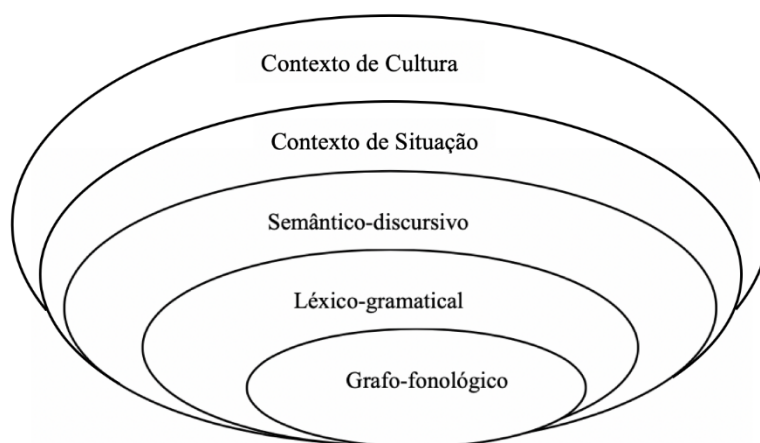 Contexto de Cultura
Contexto de Situação
Semântico-discursivo
Léxico-gramatical
Grafo-fonológico